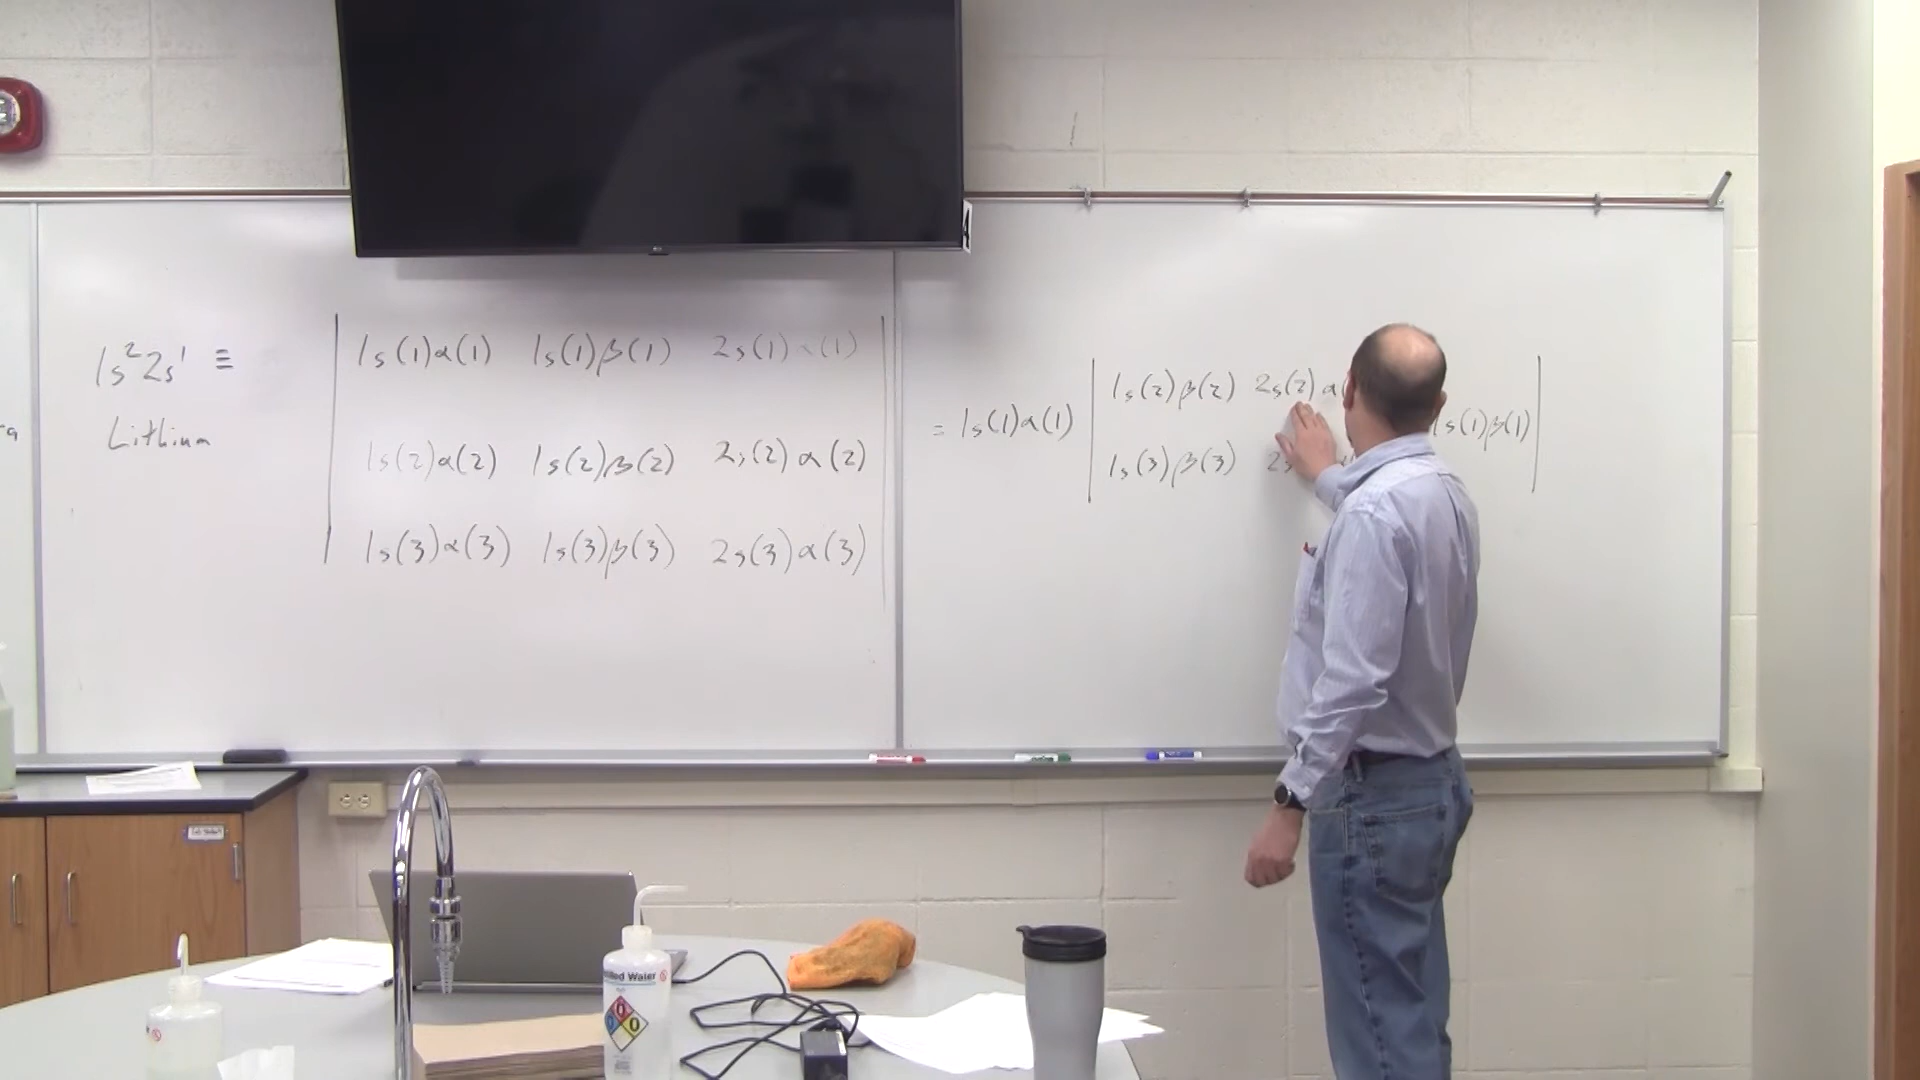 1s²2s¹ ≡
Lithium
1s(1)α(1) 1s(1)β(1) 2s(1)α(1)
1s(2)α(2) 1s(2)β(2) 2s(2)α(2)
1s(3)α(3) 1s(3)β(3) 2s(3)α(3)
= 1s(1)α(1)
1s(2)β(2) 2s(2)α
1s(3)β(3)
1s(1)β(1)
Water